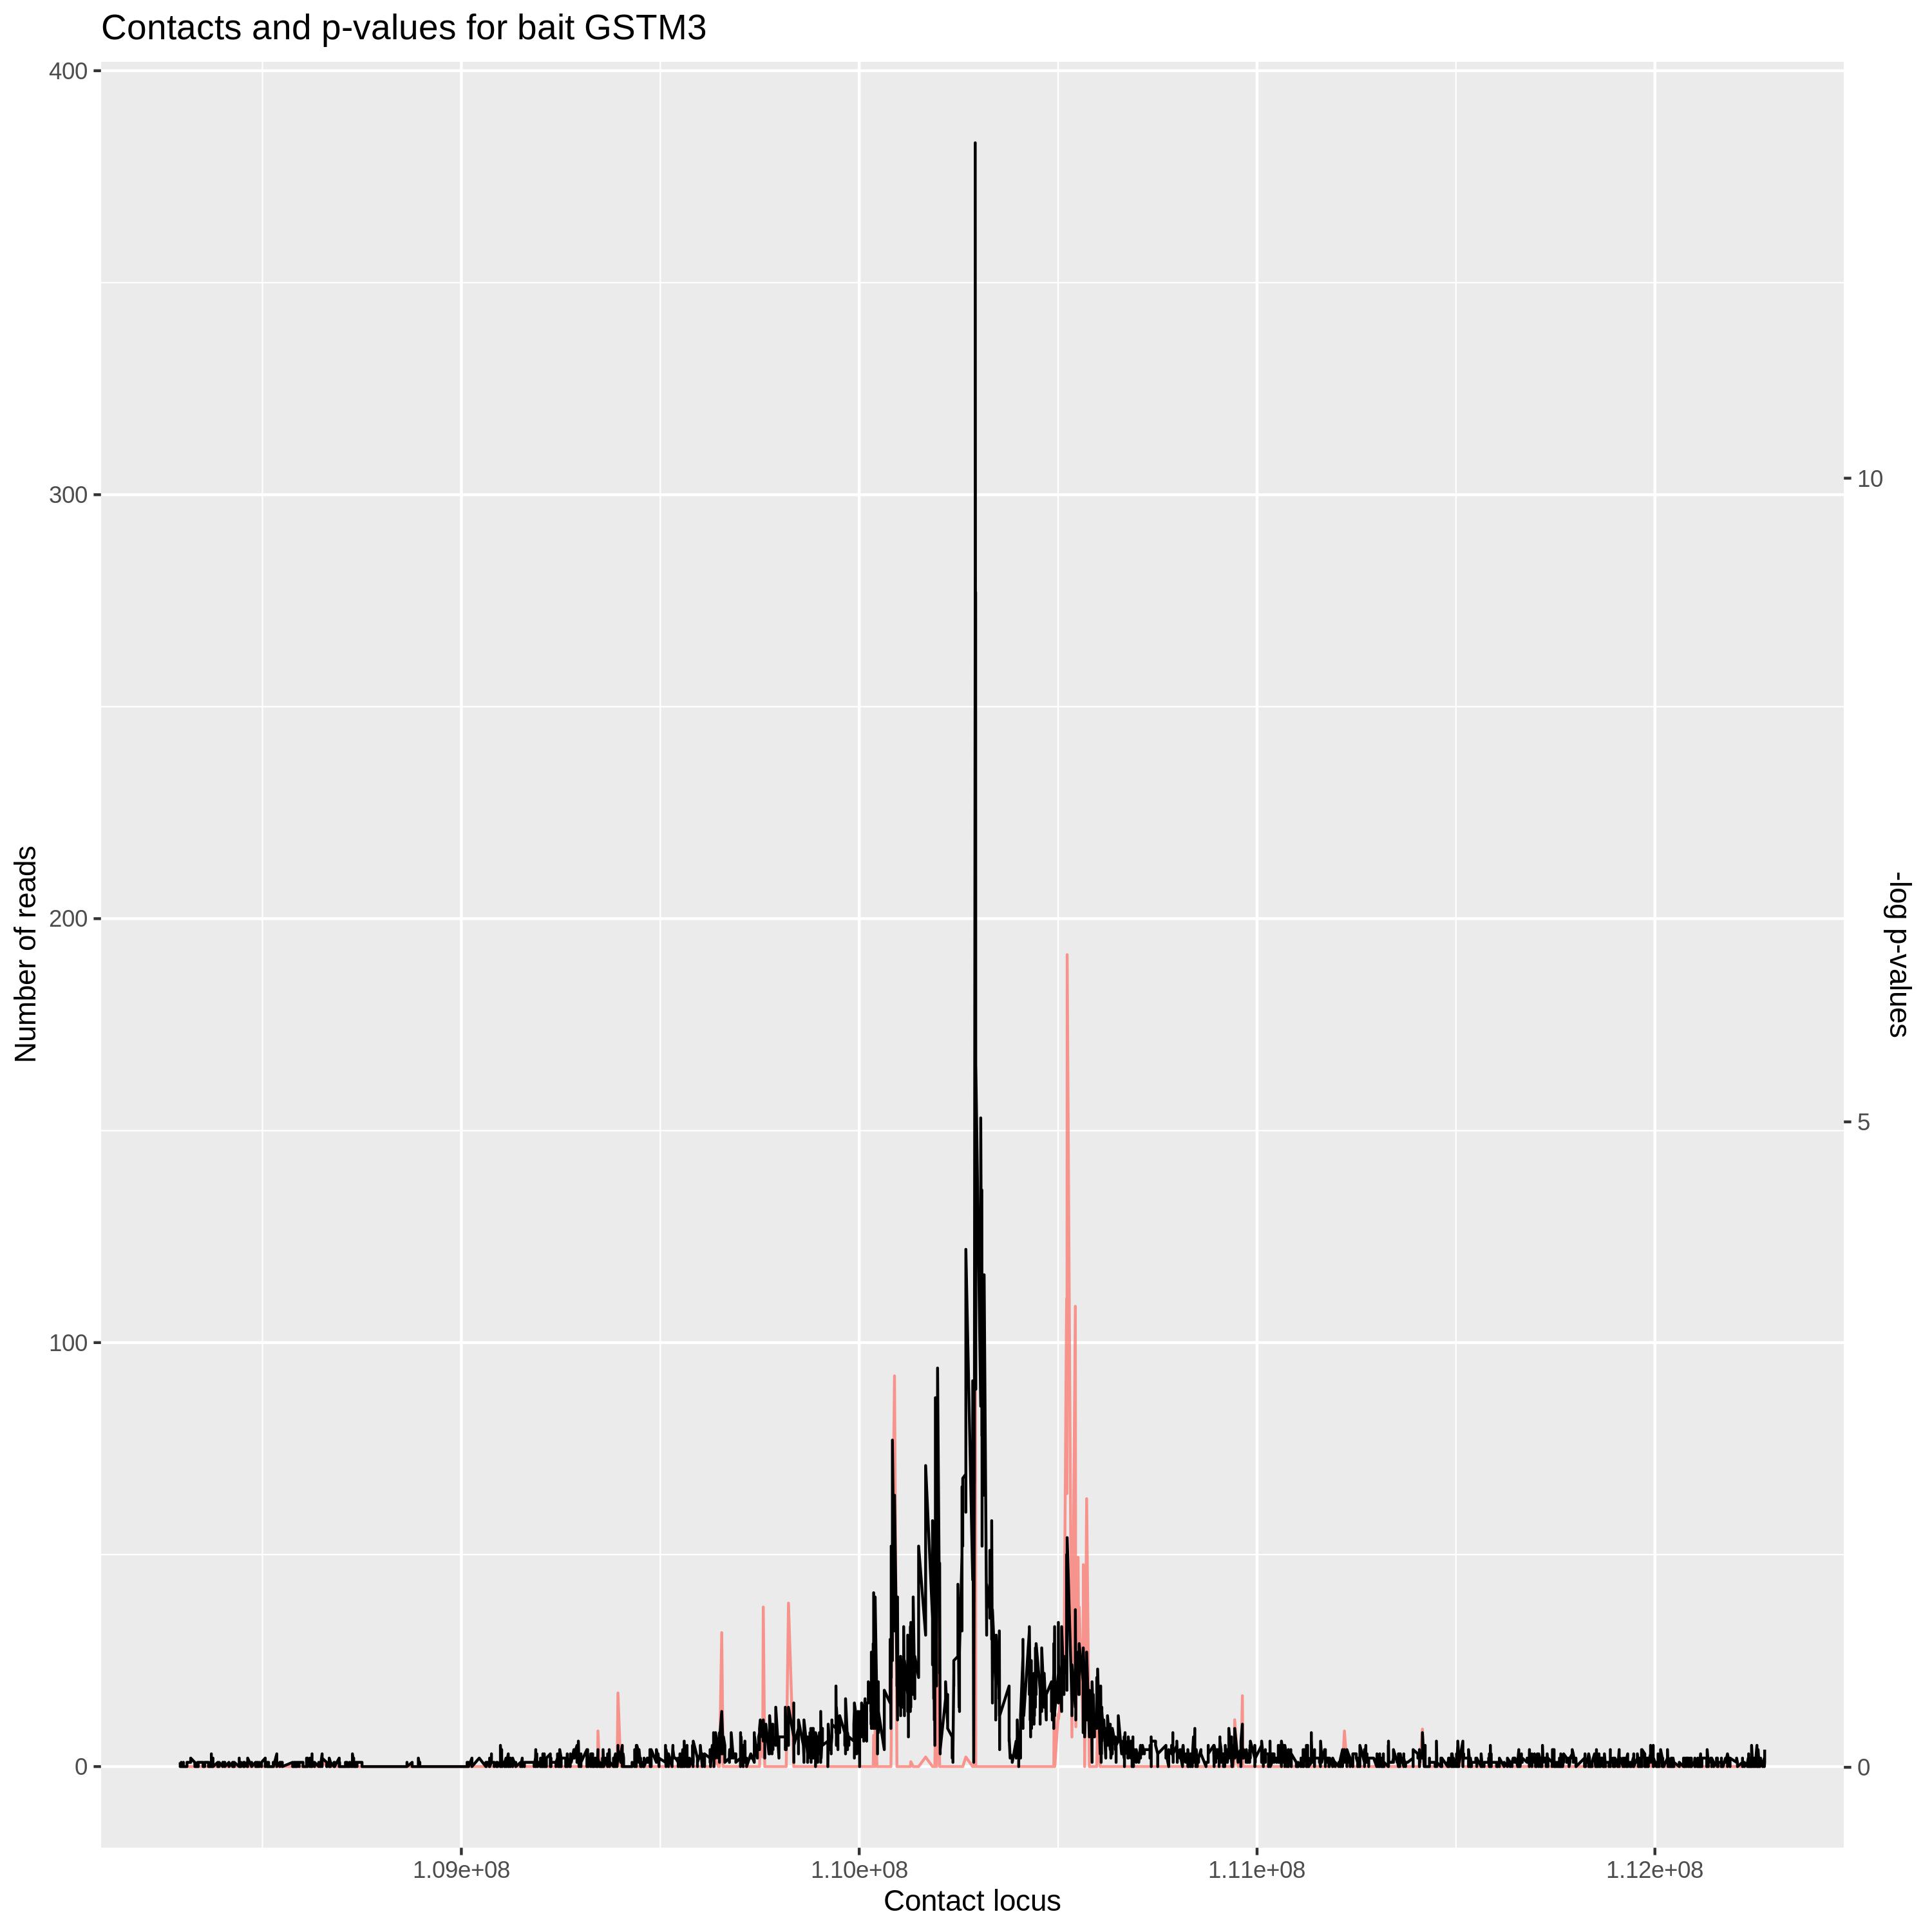 Contacts and p-values for bait GSTM3
400
300
200
100
0
10
5
0
Number of reads
-log p-values
1.09e+08
1.10e+08
1.11e+08
1.12e+08
Contact locus